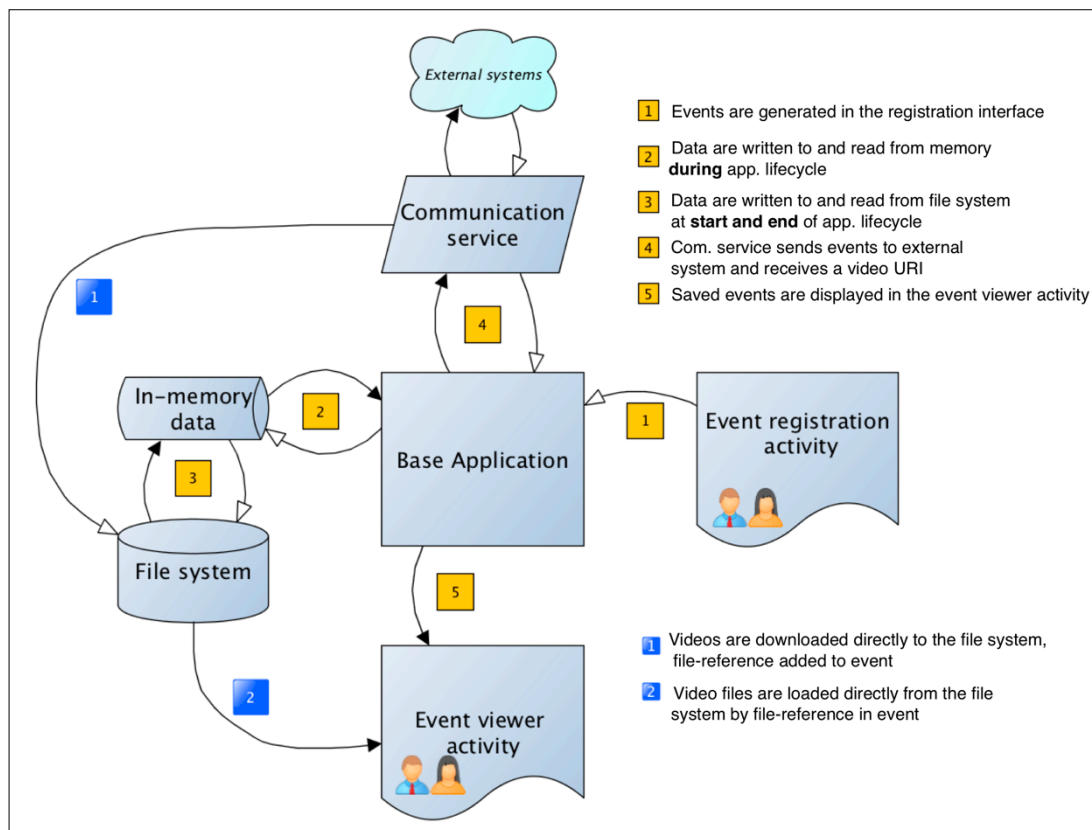 External systems
1 Events are generated in the registration interface
2 Data are written to and read from memory
during app. lifecycle
3 Data are written to and read from file system
at start and end of app. lifecycle
4 Com. service sends events to external
system and receives a video URI
5 Saved events are displayed in the event viewer activity
Communication
service
1
4
In-memory
data
2
Base Application
1
Event registration
activity
3
File system
5
2
Event viewer
activity
1 Videos are downloaded directly to the file system,
file-reference added to event
2 Video files are loaded directly from the file
system by file-reference in event